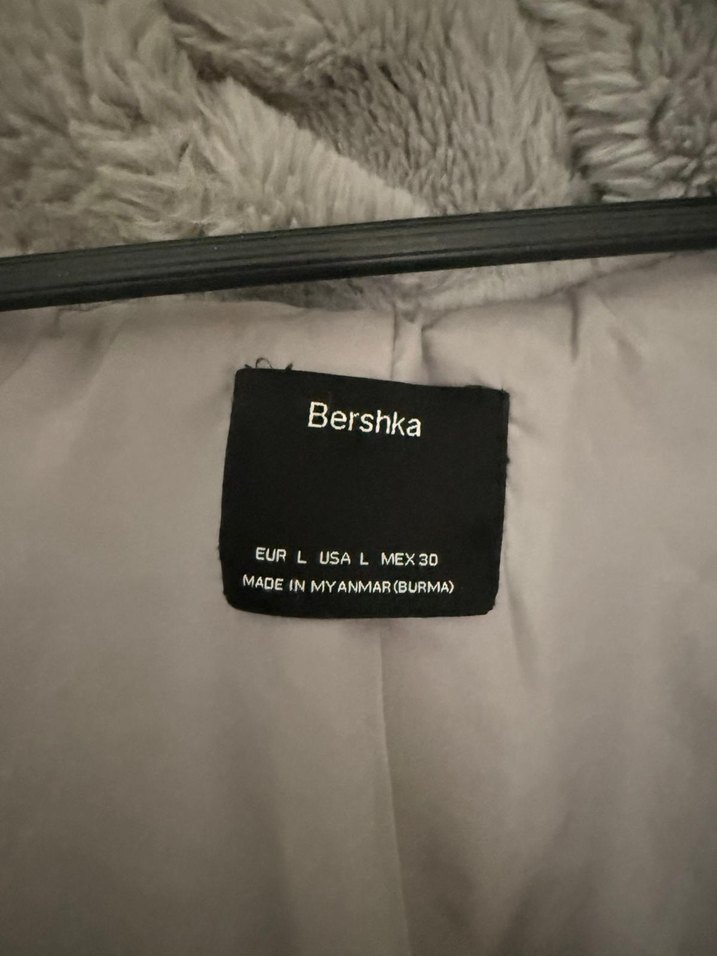 Bershka
EUR L USA L MEX 30
MADE IN MYANMAR (BURMA)